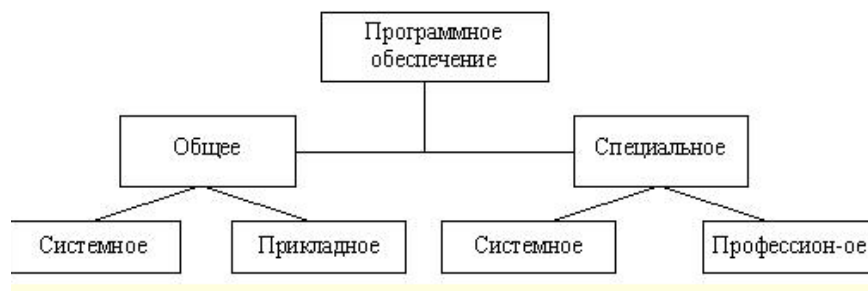 Программное
обеспечение
Общее
Специальное
Системное
Прикладное
Системное
Профессион-ое